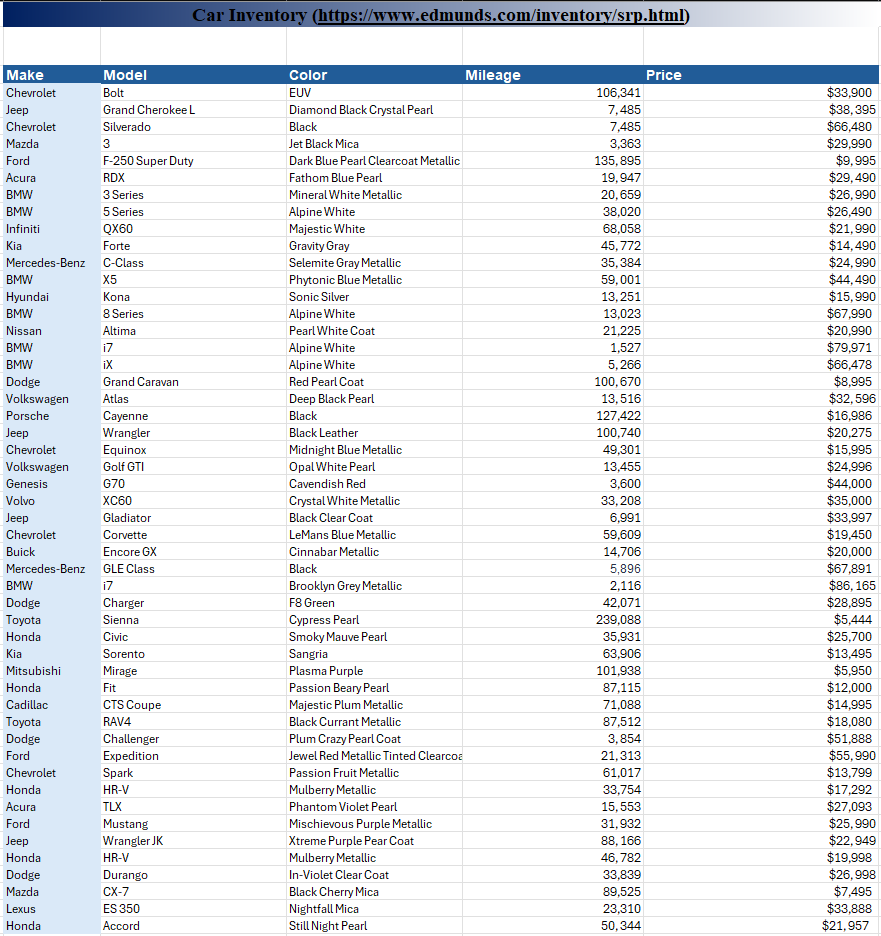 Car Inventory (https://www.edmunds.com/inventory/srp.html)
Make Model Color Mileage Price
Chevrolet Bolt EUV 106,341 $33,900
Jeep Grand Cherokee L Diamond Black Crystal Pearl 7,485 $38,395
Chevrolet Silverado Black 7,485 $66,480
Mazda 3 Jet Black Mica 3,363 $29,990
Ford F-250 Super Duty Dark Blue Pearl Clearcoat Metallic 135,895 $9,995
Acura RDX Fathom Blue Pearl 19,947 $29,490
BMW 3 Series Mineral White Metallic 20,659 $26,990
BMW 5 Series Alpine White 38,020 $26,490
Infiniti QX60 Majestic White 68,058 $21,990
Kia Forte Gravity Gray 45,772 $14,490
Mercedes-Benz C-Class Selemite Gray Metallic 35,384 $24,990
BMW X5 Phytonic Blue Metallic 59,001 $44,490
Hyundai Kona Sonic Silver 13,251 $15,990
BMW 8 Series Alpine White 13,023 $67,990
Nissan Altima Pearl White Coat 21,225 $20,990
BMW i7 Alpine White 1,527 $79,971
BMW iX Alpine White 5,266 $66,478
Dodge Grand Caravan Red Pearl Coat 100,670 $8,995
Volkswagen Atlas Deep Black Pearl 13,516 $32,596
Porsche Cayenne Black 127,422 $16,986
Jeep Wrangler Black Leather 100,740 $20,275
Chevrolet Equinox Midnight Blue Metallic 49,301 $15,995
Volkswagen Golf GTI Opal White Pearl 13,455 $24,996
Genesis G70 Cavendish Red 3,600 $44,000
Volvo XC60 Crystal White Metallic 33,208 $35,000
Jeep Gladiator Black Clear Coat 6,991 $33,997
Chevrolet Corvette LeMans Blue Metallic 59,609 $19,450
Buick Encore GX Cinnabar Metallic 14,706 $20,000
Mercedes-Benz GLE Class Black 5,896 $67,891
BMW i7 Brooklyn Grey Metallic 2,116 $86,165
Dodge Charger F8 Green 42,071 $28,895
Toyota Sienna Cypress Pearl 239,088 $5,444
Honda Civic Smoky Mauve Pearl 35,931 $25,700
Kia Sorento Sangria 63,906 $13,495
Mitsubishi Mirage Plasma Purple 101,938 $5,950
Honda Fit Passion Beary Pearl 87,115 $12,000
Cadillac CTS Coupe Majestic Plum Metallic 71,088 $14,995
Toyota RAV4 Black Currant Metallic 87,512 $18,080
Dodge Challenger Plum Crazy Pearl Coat 3,854 $51,888
Ford Expedition Jewel Red Metallic Tinted Clearcoa 21,313 $55,990
Chevrolet Spark Passion Fruit Metallic 61,017 $13,799
Honda HR-V Mulberry Metallic 33,754 $17,292
Acura TLX Phantom Violet Pearl 15,553 $27,093
Ford Mustang Mischievous Purple Metallic 31,932 $25,990
Jeep Wrangler JK Xtreme Purple Pear Coat 88,166 $22,949
Honda HR-V Mulberry Metallic 46,782 $19,998
Dodge Durango In-Violet Clear Coat 33,839 $26,998
Mazda CX-7 Black Cherry Mica 89,525 $7,495
Lexus ES 350 Nightfall Mica 23,310 $33,888
Honda Accord Still Night Pearl 50,344 $21,957